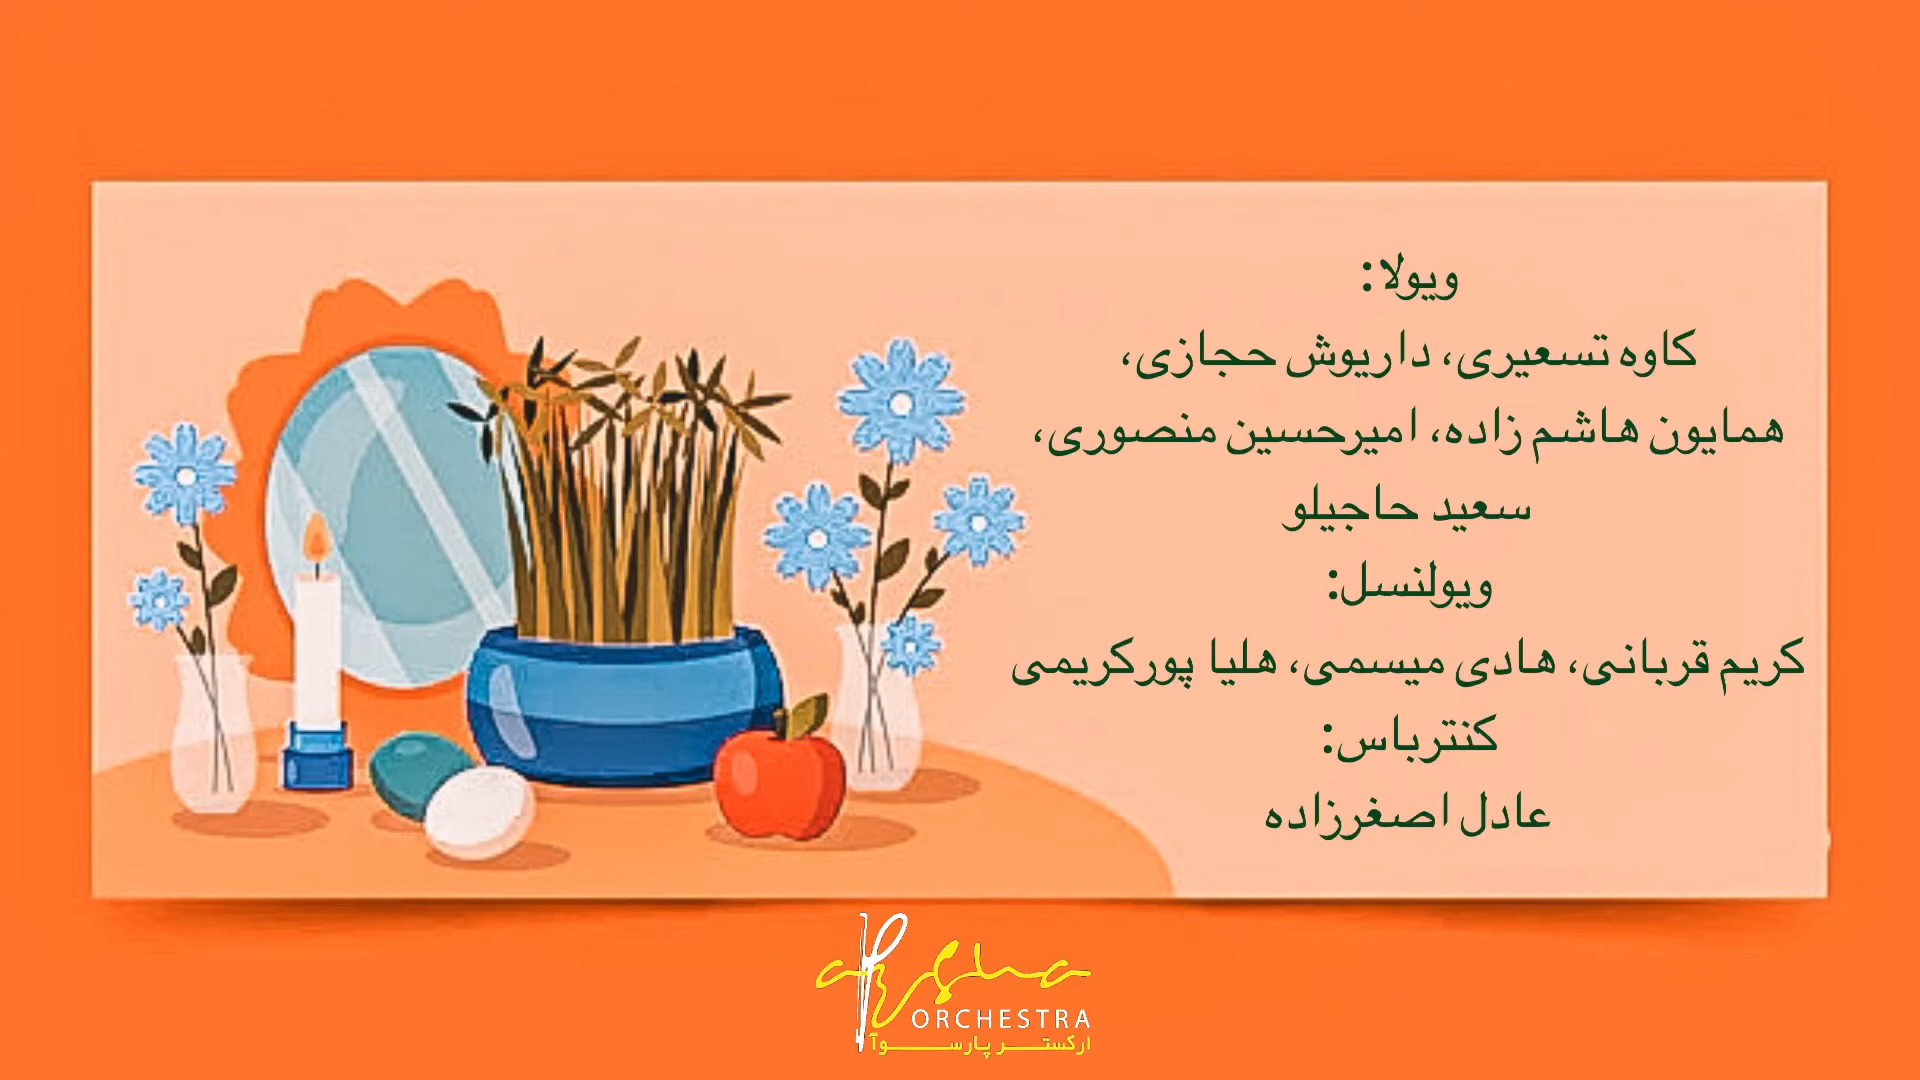 ویولا:
کاوه تسعیری، داریوش حجازی،
همایون هاشم زاده، امیرحسین منصوری،
سعید حاجیلو
ویولنسل:
کریم قربانی، هادی میسمی، هلیا پورکریمی
کنترباس:
عادل اصغرزاده
ORCHESTRA
ارکستر پارسوآ